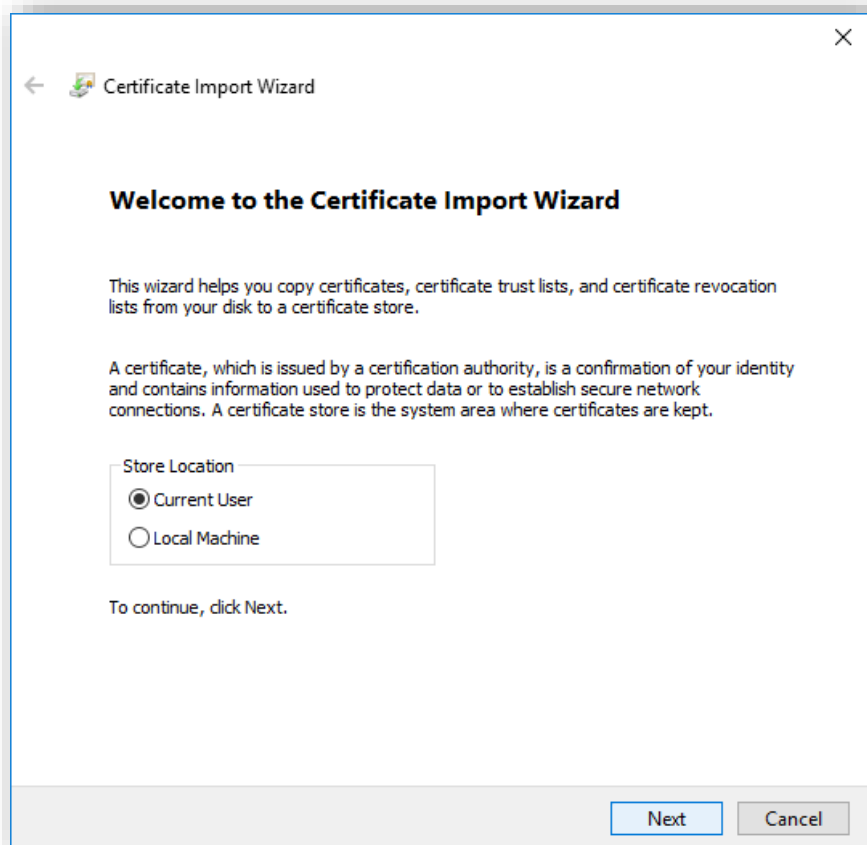 Certificate Import Wizard
Welcome to the Certificate Import Wizard
This wizard helps you copy certificates, certificate trust lists, and certificate revocation
lists from your disk to a certificate store.
A certificate, which is issued by a certification authority, is a confirmation of your identity
and contains information used to protect data or to establish secure network
connections. A certificate store is the system area where certificates are kept.
Store Location
Current User
Local Machine
To continue, click Next.
Next
Cancel